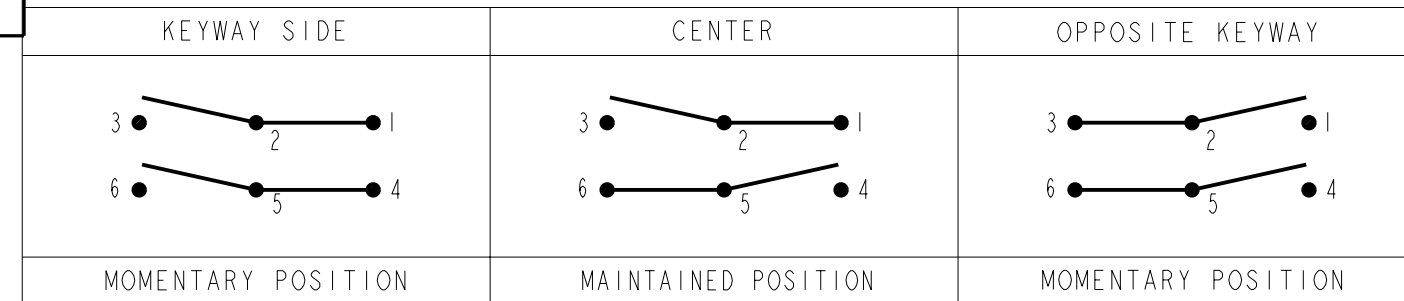 KEYWAY SIDE
CENTER
OPPOSITE KEYWAY
3 2 1
6 5 4
3 2 1
6 5 4
3 2 1
6 5 4
MOMENTARY POSITION
MAINTAINED POSITION
MOMENTARY POSITION